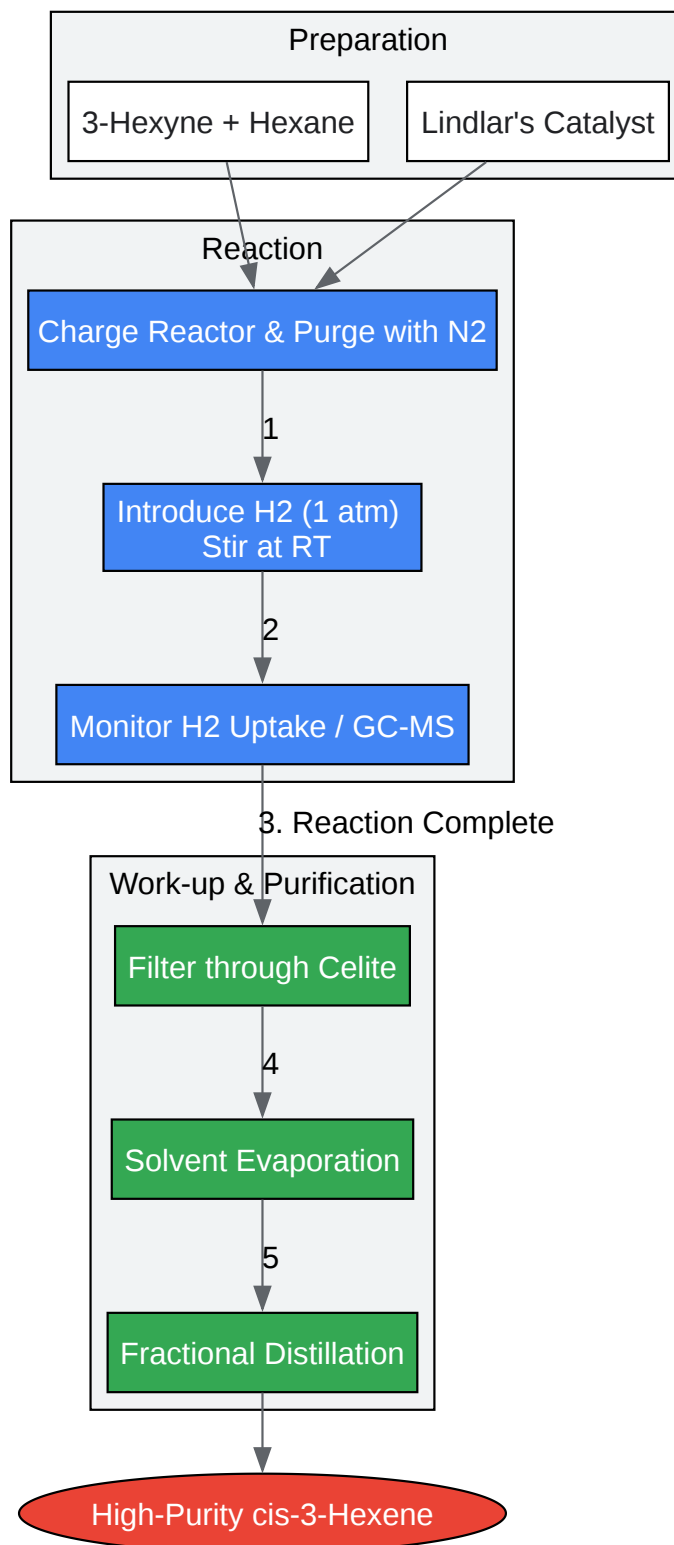 Preparation
3-Hexyne + Hexane
Lindlar's Catalyst
Reaction
Charge Reactor & Purge with N2
1
Introduce H2 (1 atm)
Stir at RT
2
Monitor H2 Uptake / GC-MS
3. Reaction Complete
Work-up & Purification
Filter through Celite
4
Solvent Evaporation
5
Fractional Distillation
High-Purity cis-3-Hexene